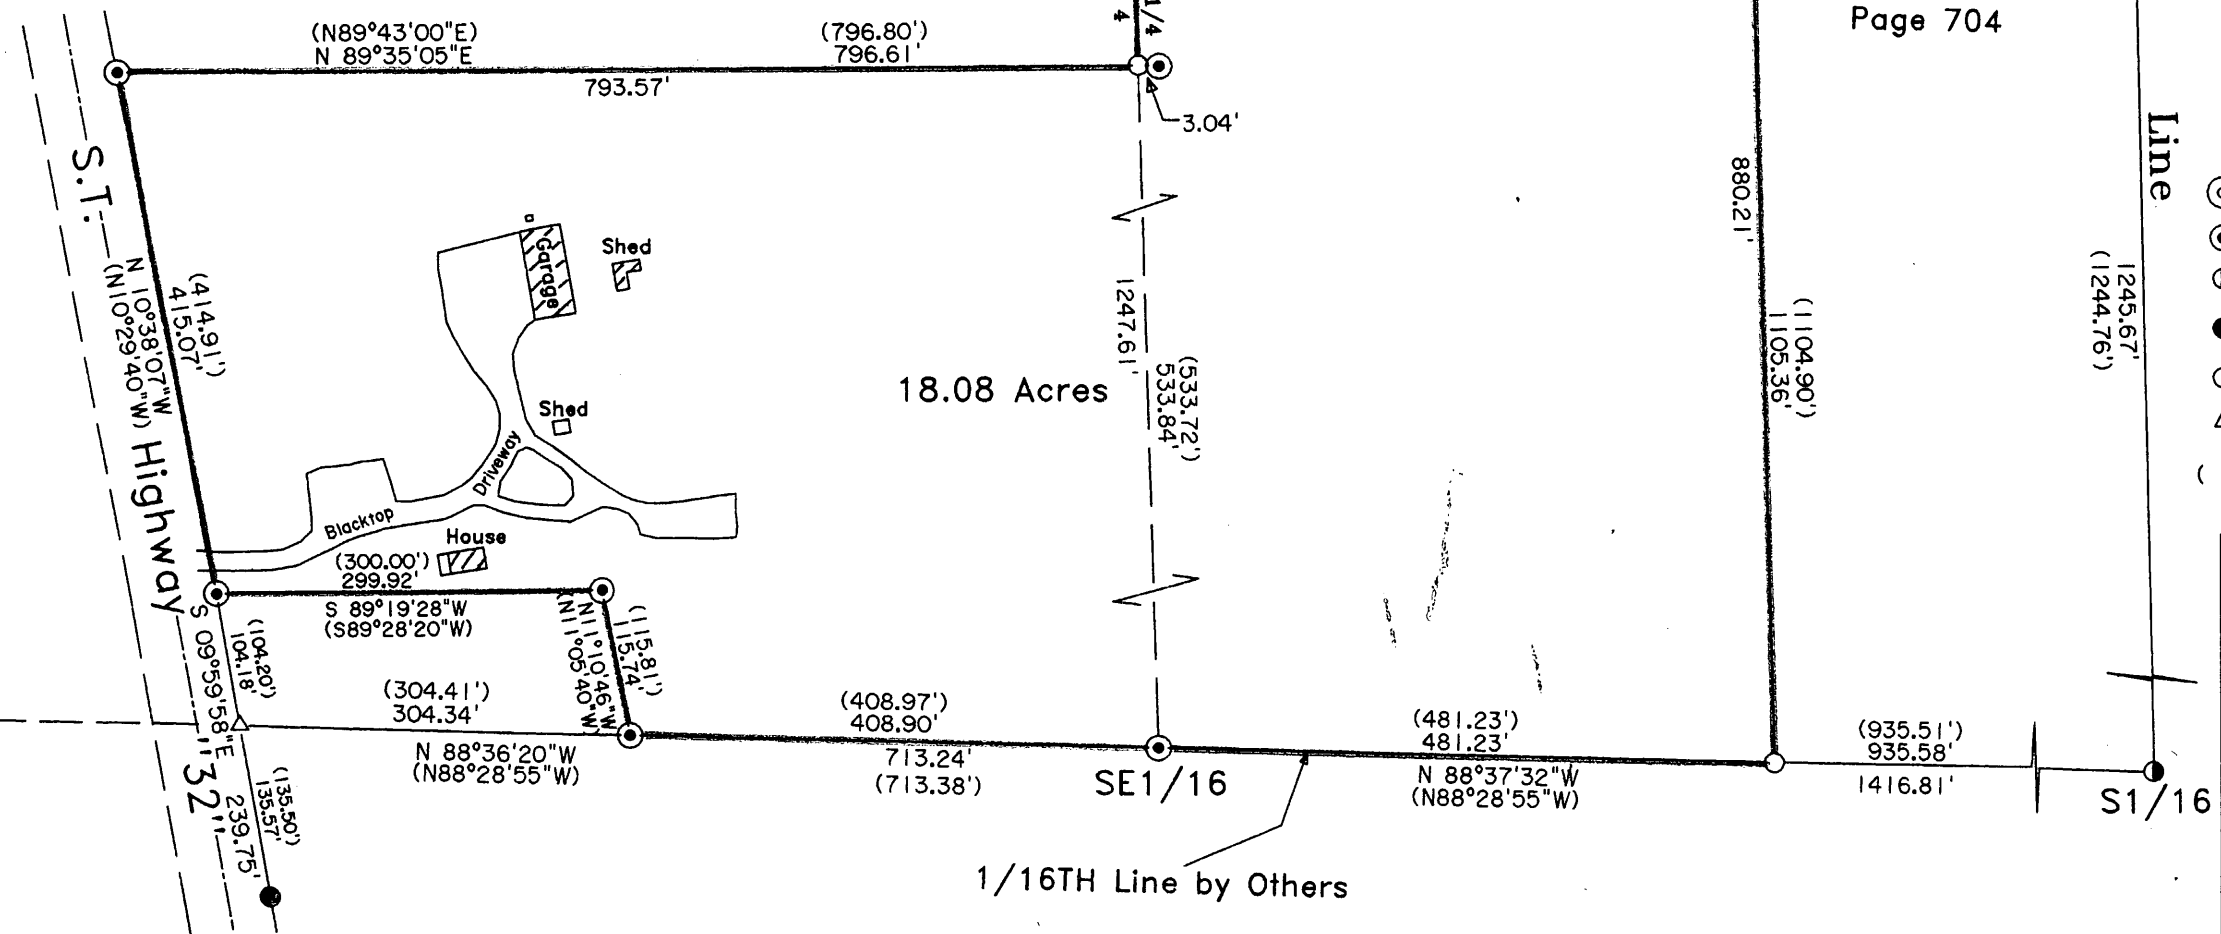 (N89°43'00"E)
N 89°35'05"E
(796.80')
796.61'
793.57'
1/4
4
3.04'
Page 704
Line
880.21'
(1104.90')
1105.36'
1245.67'
(1244.76')
S.T. Highway "32"
(414.91')
415.07'
N 10°38'07"W
(N10°29'40"W)
Garage
Shed
Shed
Driveway
Blacktop
House
18.08 Acres
1247.61'
(533.72')
533.84'
(300.00')
299.92'
S 89°19'28"W
(S89°28'20"W)
(115.81')
115.74'
N11°10'46"W
(N11°05'40"W)
(104.20')
104.18'
S 09°59'58"E 239.75'
(135.50')
135.57'
(304.41')
304.34'
N 88°36'20"W
(N88°28'55"W)
(408.97')
408.90'
713.24'
(713.38')
SE1/16
(481.23')
481.23'
N 88°37'32"W
(N88°28'55"W)
(935.51')
935.58'
1416.81'
S1/16
1/16TH Line by Others